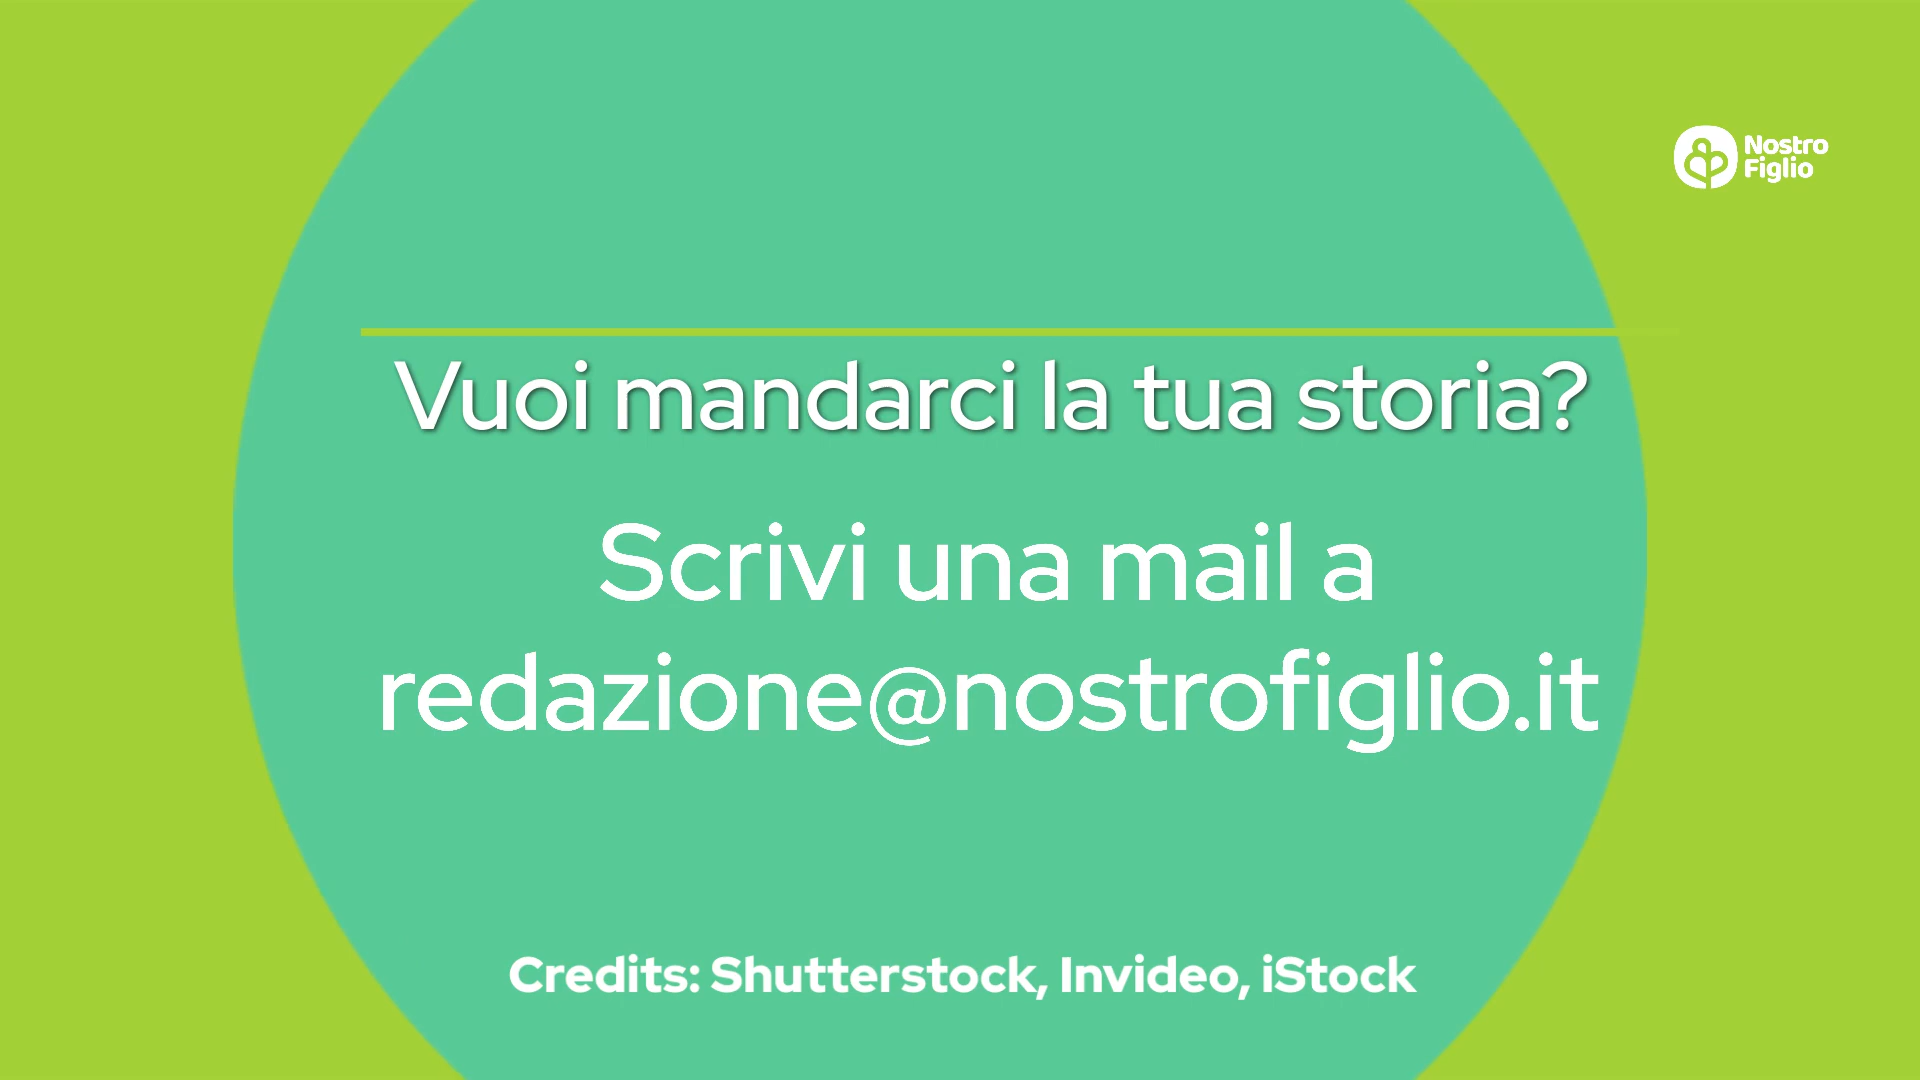 Nostro
Figlio
Vuoi mandarci la tua storia?
Scrivi una mail a
redazione@nostrofiglio.it
Credits: Shutterstock, Invideo, iStock